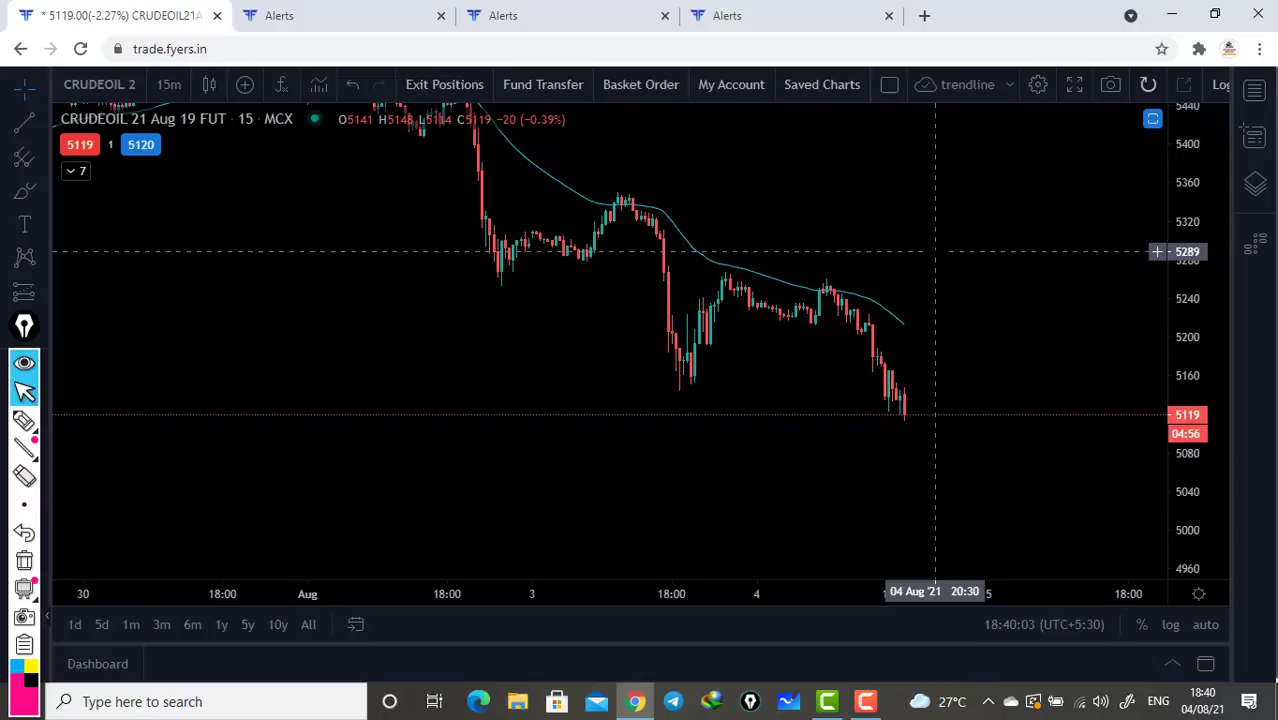 * 5119.00(-2.27%) CRUDEOIL21A
Alerts
Alerts
Alerts
trade.fyers.in
CRUDEOIL 2
15m
Exit Positions
Fund Transfer
Basket Order
My Account
Saved Charts
trendline
Log
CRUDEOIL 21 Aug 19 FUT · 15 · MCX
O5141 H5148 L5114 C5119 −20 (−0.39%)
5119
1
5120
7
5440
5400
5360
5320
5289
5280
5240
5200
5160
5119
04:56
5080
5040
5000
4960
30
18:00
Aug
18:00
3
18:00
4
04 Aug '21 20:30
5
18:00
1d
5d
1m
3m
6m
1y
5y
10y
All
18:40:03 (UTC+5:30)
%
log
auto
Dashboard
Type here to search
27°C
ENG
18:40
04/08/21